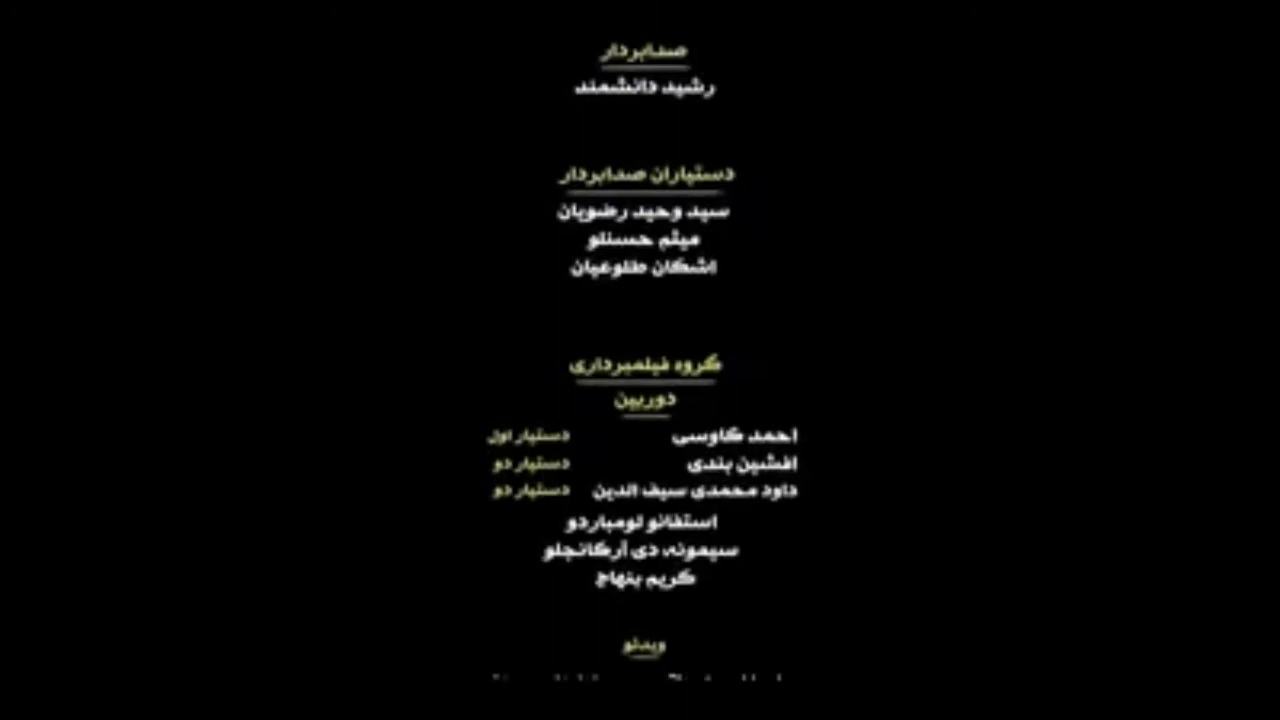 صدابردار
رشید دانشمند
دستیاران صدابردار
سید وحید رضویان
میثم حسنلو
اشکان طلوعیان
گروه فیلمبرداری
دوربین
احمد کاوسی دستیار اول
افشین بندی دستیار دو
داود محمدی سیف الدین دستیار دو
استفانو لومباردو
سیمونه دی آرکانجلو
کریم بنهاج
ویدئو